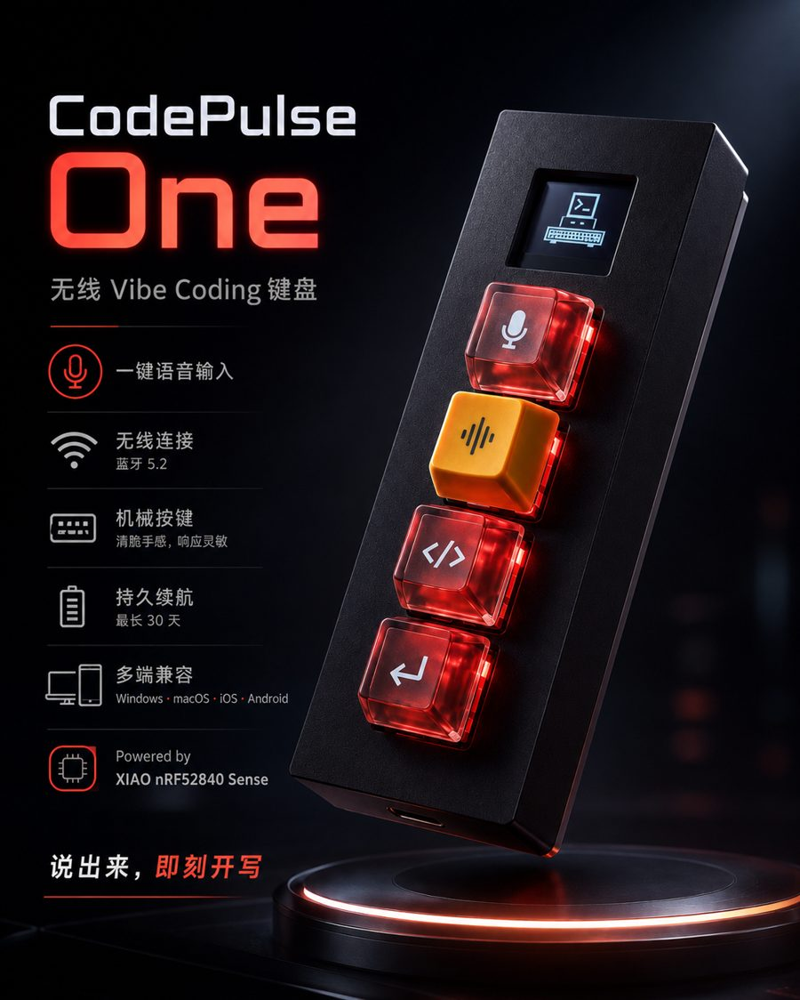 CodePulse
One
无线 Vibe Coding 键盘
一键语音输入
无线连接
蓝牙 5.2
机械按键
清脆手感，响应灵敏
持久续航
最长 30 天
多端兼容
Windows · macOS · iOS · Android
Powered by
XIAO nRF52840 Sense
说出来，即刻开写